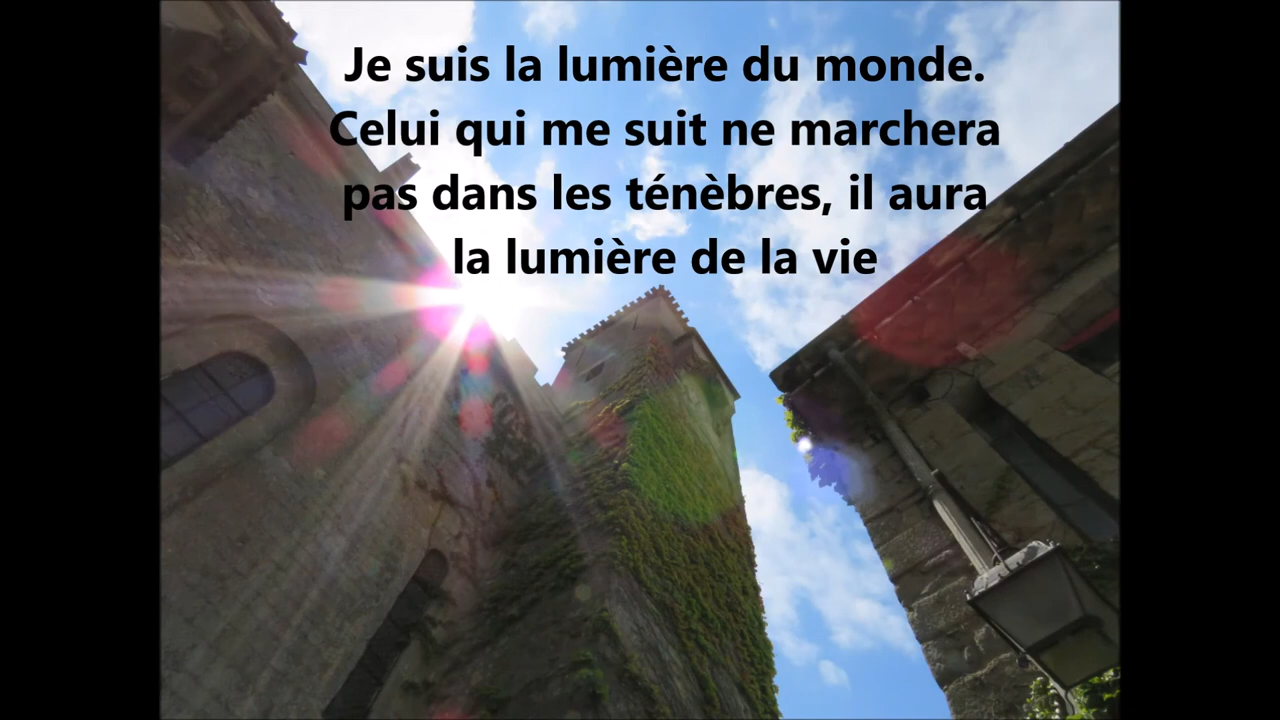 Je suis la lumière du monde.
Celui qui me suit ne marchera
pas dans les ténèbres, il aura
la lumière de la vie